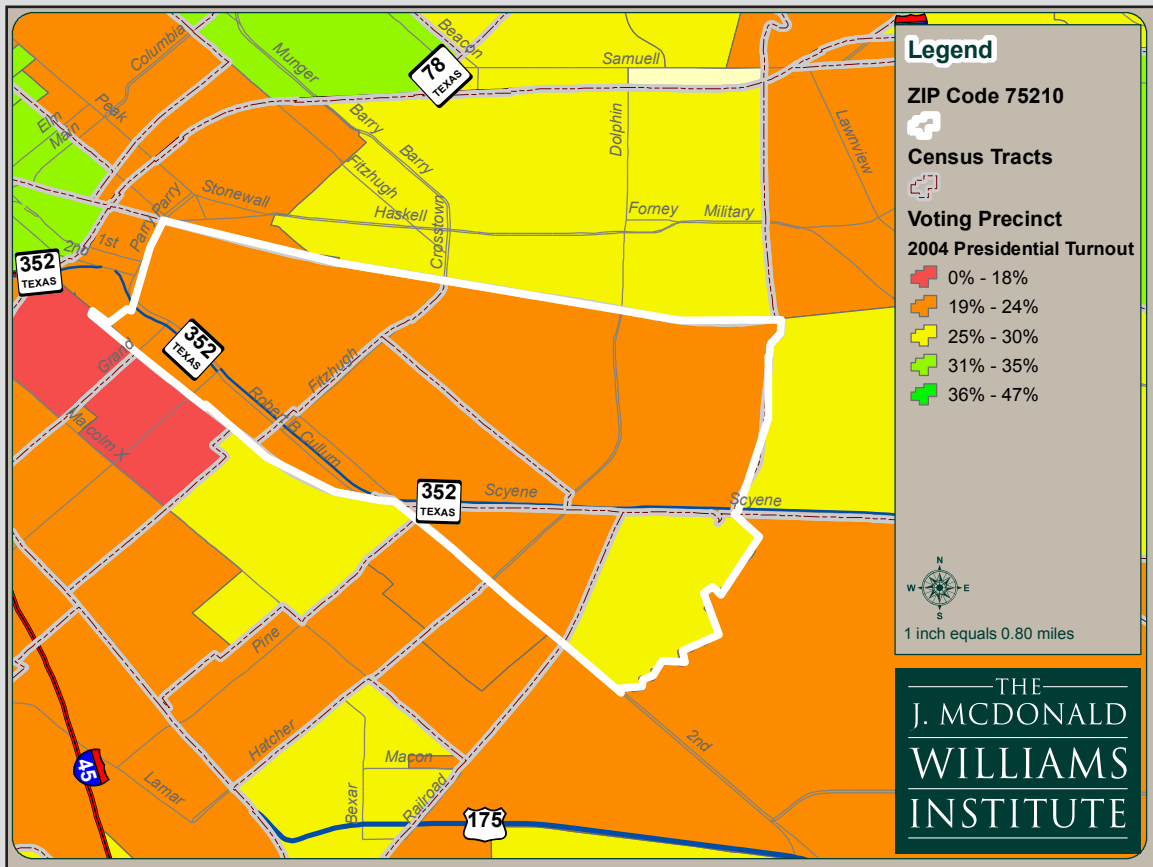 Columbia
Munger
Beacon
78
TEXAS
Samuell
Elm
Main
Peak
Barry
Barry
Fitzhugh
Dolphin
Lawnview
Parry
Parry
Stonewall
Haskell
Crosstown
Forney
Military
2nd
1st
352
TEXAS
352
TEXAS
Grand
Fitzhugh
Robert B Cullum
Malcolm X
352
TEXAS
Scyene
Scyene
Pine
Hatcher
2nd
45
Lamar
Macon
Bexar
Railroad
175
Legend
ZIP Code 75210
Census Tracts
Voting Precinct
2004 Presidential Turnout
0% - 18%
19% - 24%
25% - 30%
31% - 35%
36% - 47%
N
W E
S
1 inch equals 0.80 miles
THE
J. MCDONALD
WILLIAMS
INSTITUTE